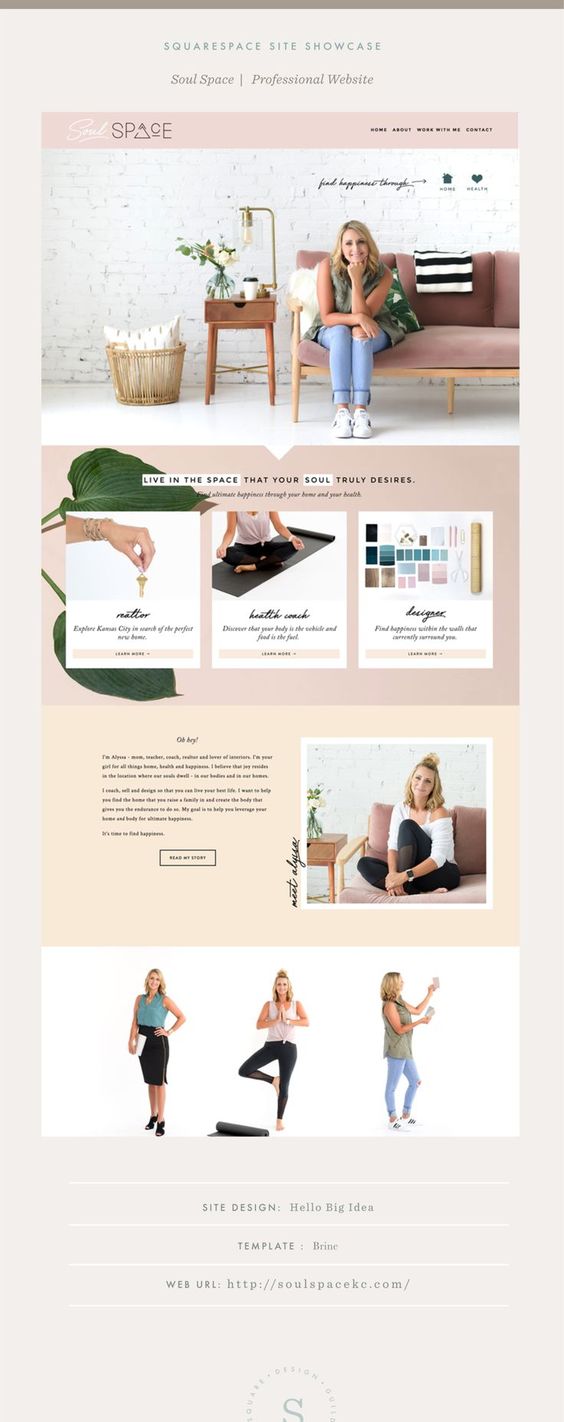 SQUARESPACE SITE SHOWCASE
Soul Space | Professional Website
Soul SPACE
HOME ABOUT WORK WITH ME CONTACT
find happiness through
HOME HEALTH
LIVE IN THE SPACE THAT YOUR SOUL TRULY DESIRES.
Find ultimate happiness through your home and your health.
realtor
Explore Kansas City in search of the perfect
new home.
LEARN MORE →
health coach
Discover that your body is the vehicle and
food is the fuel.
LEARN MORE →
designer
Find happiness within the walls that
currently surround you.
LEARN MORE →
Oh hey!
I'm Alyssa - mom, teacher, coach, realtor and lover of interiors. I'm your
girl for all things home, health and happiness. I believe that joy resides
in the location where our souls dwell - in our bodies and in our homes.
I coach, sell and design so that you can live your best life. I want to help
you find the home that you raise a family in and create the body that
gives you the endurance to do so. My goal is to help you leverage your
home and body for ultimate happiness.
It's time to find happiness.
READ MY STORY
meet alyssa
SITE DESIGN: Hello Big Idea
TEMPLATE : Brine
WEB URL: http://soulspacekc.com/
SQUARE • DESIGN • GUILD
S